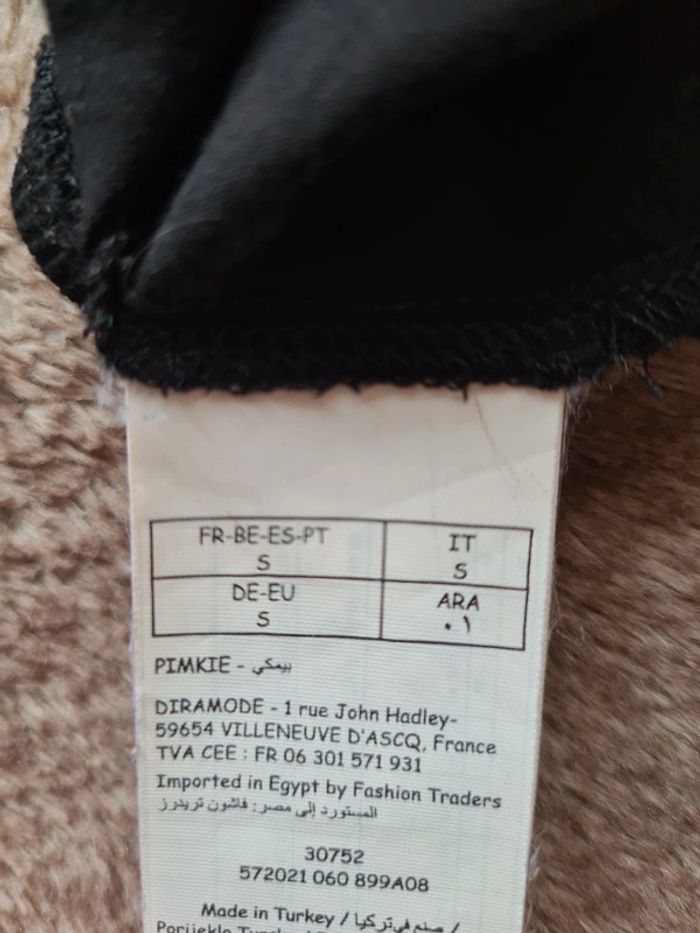 FR-BE-ES-PT
S
IT
S
DE-EU
S
ARA
٠١
PIMKIE - بيمكي
DIRAMODE - 1 rue John Hadley-
59654 VILLENEUVE D'ASCQ, France
TVA CEE : FR 06 301 571 931
Imported in Egypt by Fashion Traders
المستورد إلى مصر: فاشون تريدرز
30752
572021 060 899A08
Made in Turkey / صنع في تركيا /